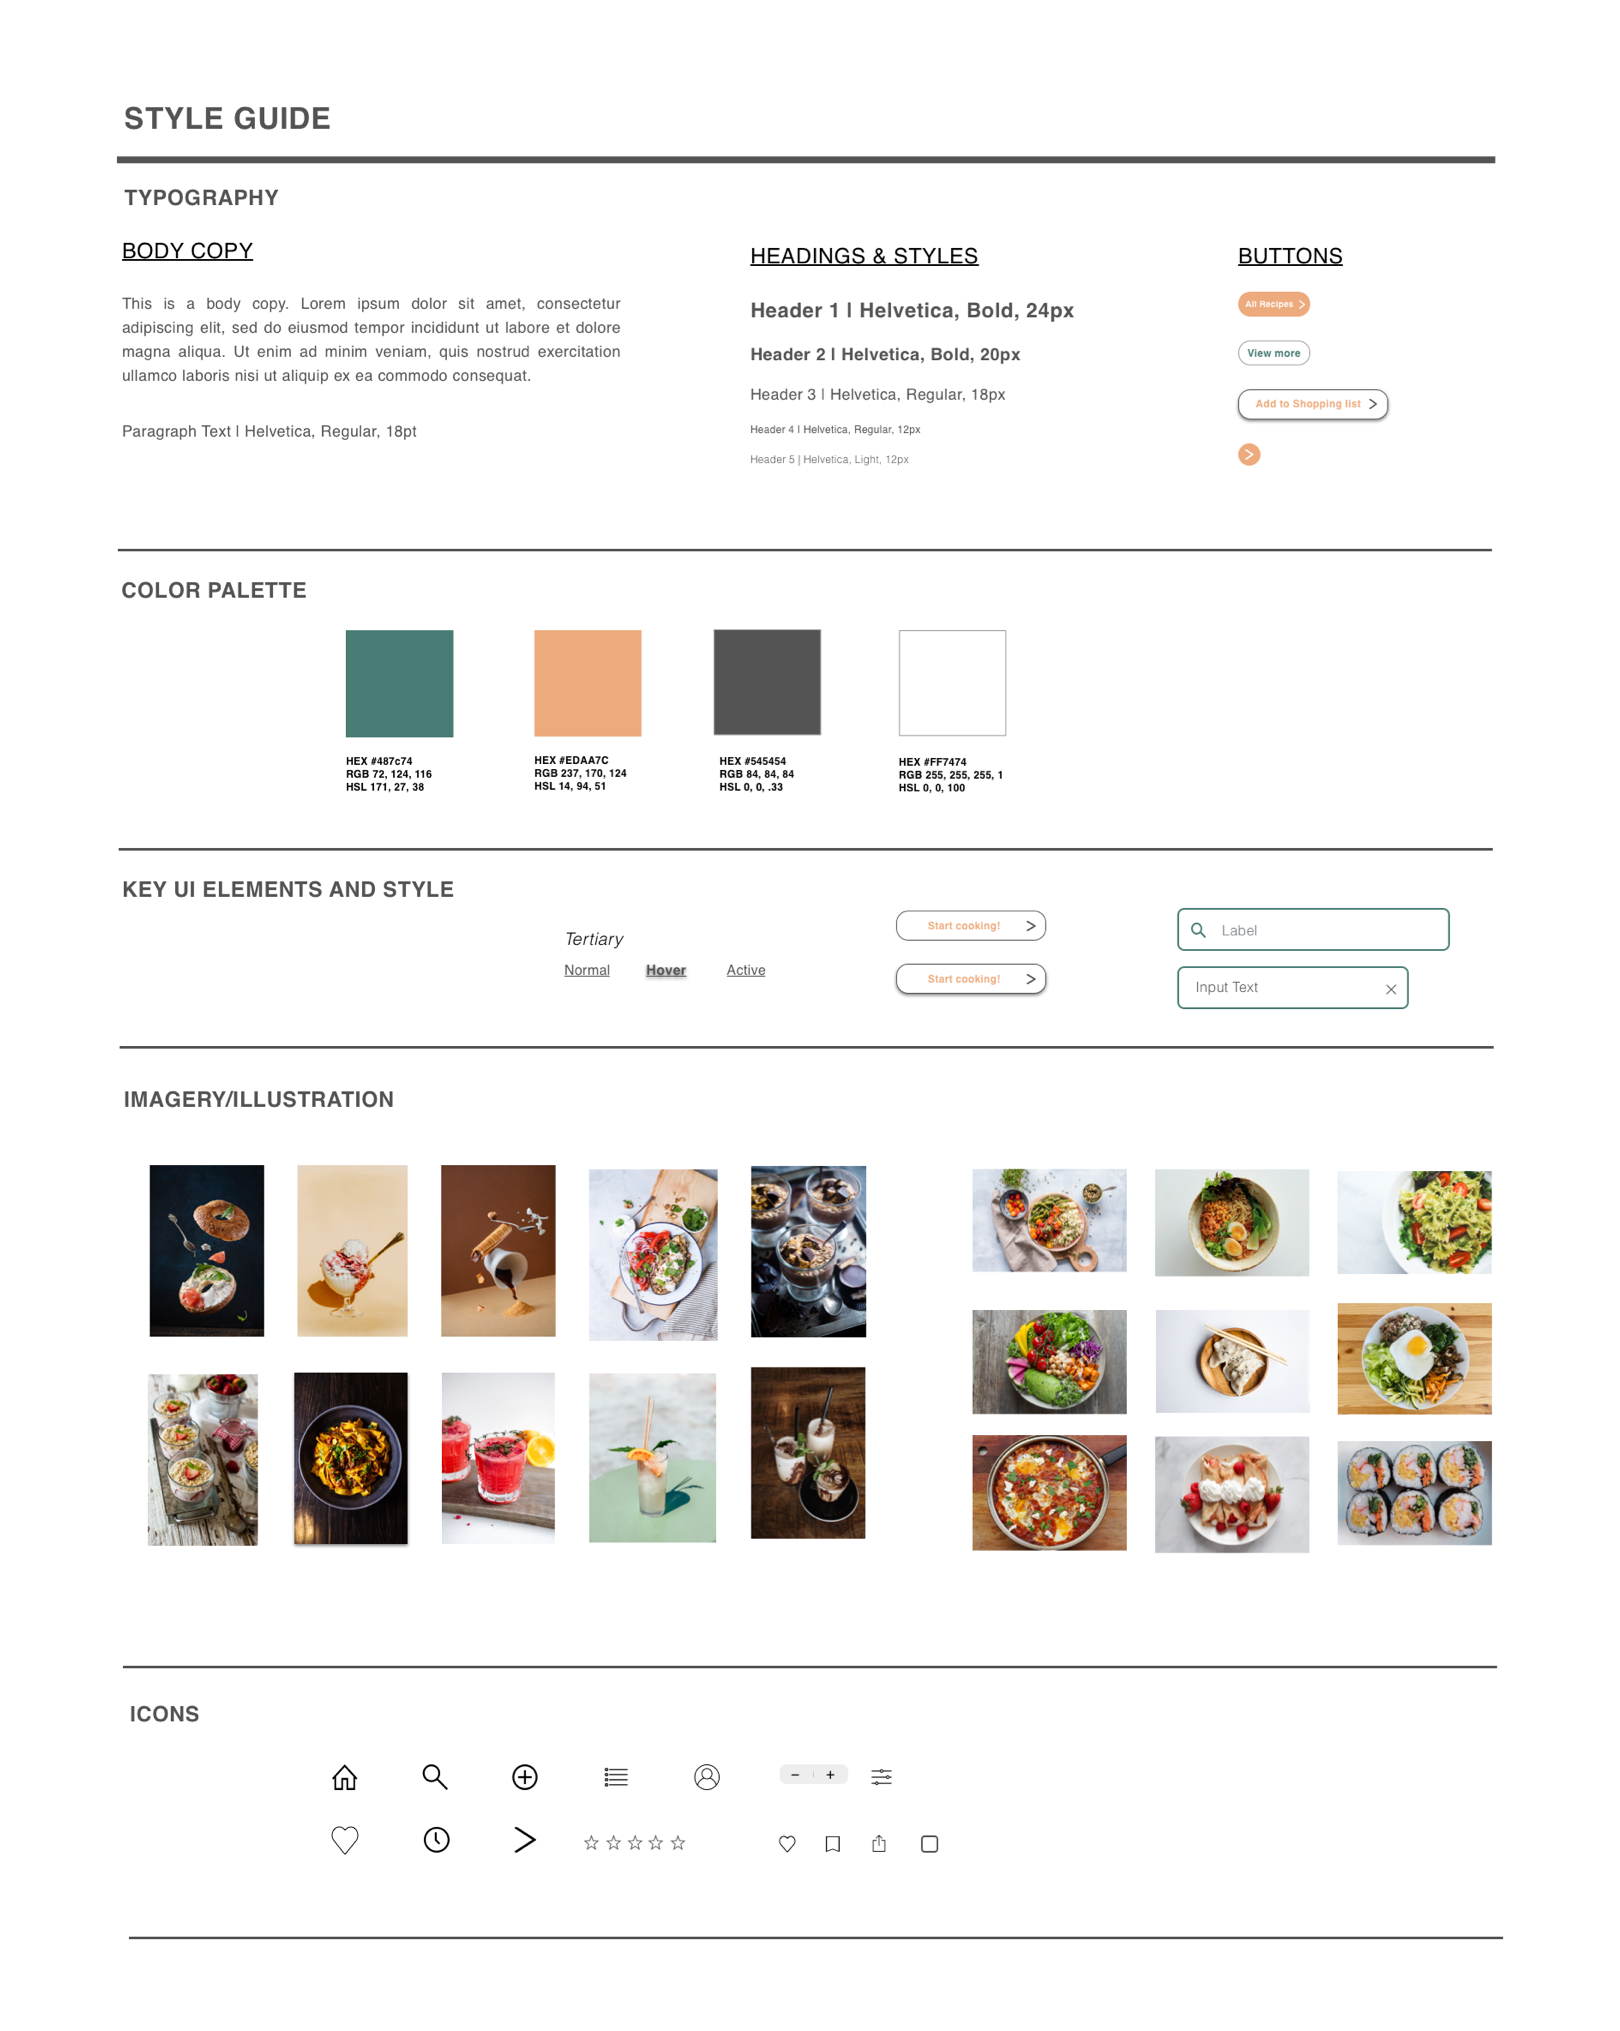 STYLE GUIDE
TYPOGRAPHY
BODY COPY
This is a body copy. Lorem ipsum dolor sit amet, consectetur
adipiscing elit, sed do eiusmod tempor incididunt ut labore et dolore
magna aliqua. Ut enim ad minim veniam, quis nostrud exercitation
ullamco laboris nisi ut aliquip ex ea commodo consequat.
Paragraph Text | Helvetica, Regular, 18pt
HEADINGS & STYLES
Header 1 | Helvetica, Bold, 24px
Header 2 | Helvetica, Bold, 20px
Header 3 | Helvetica, Regular, 18px
Header 4 | Helvetica, Regular, 12px
Header 5 | Helvetica, Light, 12px
BUTTONS
All Recipes
View more
Add to Shopping list
COLOR PALETTE
HEX #487c74
RGB 72, 124, 116
HSL 171, 27, 38
HEX #EDAA7C
RGB 237, 170, 124
HSL 14, 94, 51
HEX #545454
RGB 84, 84, 84
HSL 0, 0, .33
HEX #FF7474
RGB 255, 255, 255, 1
HSL 0, 0, 100
KEY UI ELEMENTS AND STYLE
Tertiary
Normal Hover Active
Start cooking!
Start cooking!
Label
Input Text
IMAGERY/ILLUSTRATION
ICONS